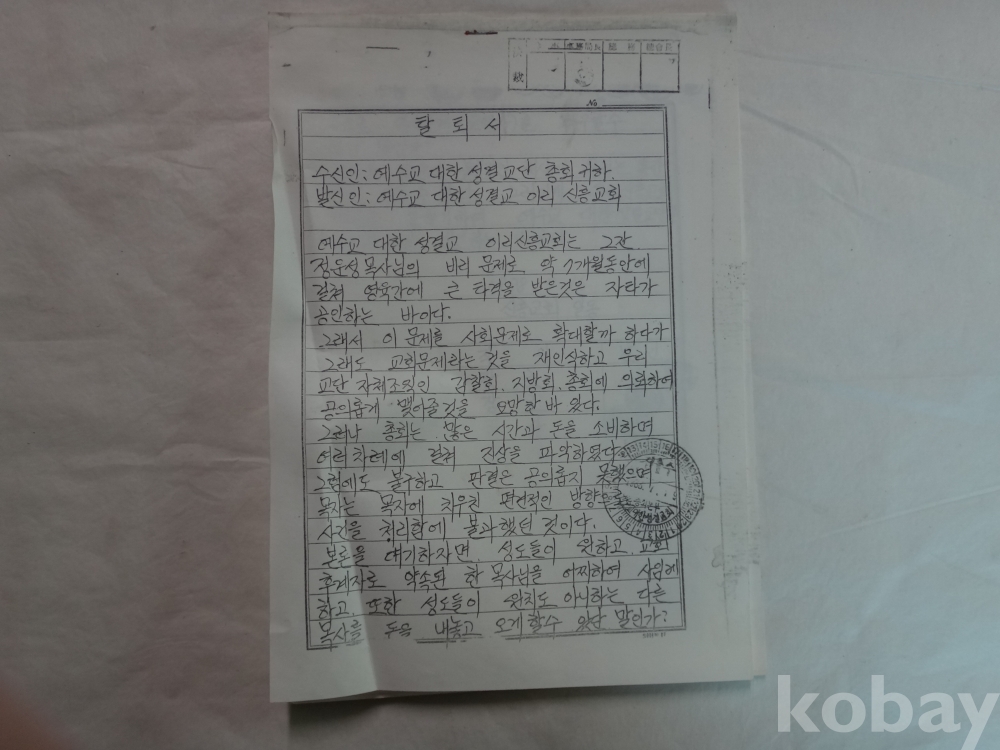 No
탈 퇴 서
수신인: 예수교 대한 성결교단 총회 귀하.
발신인: 예수교 대한 성결교 이리 신흥교회
예수교 대한 성결교 이리신흥교회는 그간
목사님의 비리 문제로 약 7개월동안에
걸쳐 영육간에 큰 타격을 받은것은 자타가
공인하는 바이다.
그래서 이 문제를 사회문제로 확대할까 하다가
그래도 교회문제라는 것을 재인식하고 우리
교단 자체조직인 감찰회, 지방회, 총회에 의뢰하여
공의롭게 맺어줄것을 요망한 바 있다.
그러나 총회는 많은 시간과 돈을 소비하며
여러차례에 걸쳐 진상을 파악하였다
그럼에도 불구하고 판결은 공의롭지 못했으며
목자는 목자에 치우친 편견적인 방향으로
사건을 처리함에 불과했던 것이다.
본론을 얘기하자면 성도들이 원하고 교회
후계자로 약속된 한 목사님을 어찌하여 사임케
하고, 또한 성도들이 원치도 아니하는 다른
목사를 돈을 내놓고 오게 할수 있단 말인가?
kobay